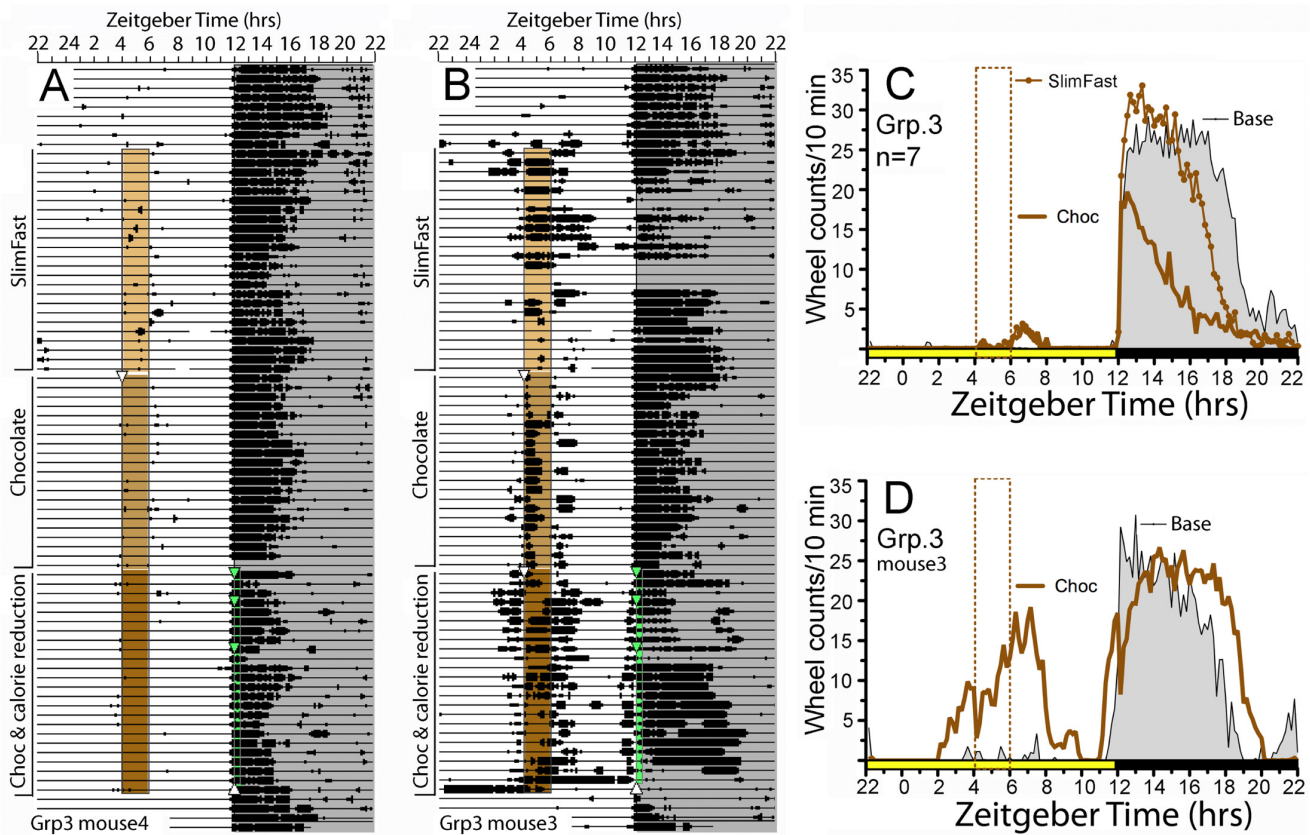 Zeitgeber Time (hrs)
22 24 2 4 6 8 10 12 14 16 18 20 22
A
SlimFast
Chocolate
Choc & calorie reduction
Grp3 mouse4
Zeitgeber Time (hrs)
22 24 2 4 6 8 10 12 14 16 18 20 22
B
SlimFast
Chocolate
Choc & calorie reduction
Grp3 mouse3
C
Grp.3
n=7
SlimFast
Base
Choc
Wheel counts/10 min
35
30
25
20
15
10
5
22 0 2 4 6 8 10 12 14 16 18 20 22
Zeitgeber Time (hrs)
D
Grp.3
mouse3
Base
Choc
Wheel counts/10 min
35
30
25
20
15
10
5
22 0 2 4 6 8 10 12 14 16 18 20 22
Zeitgeber Time (hrs)